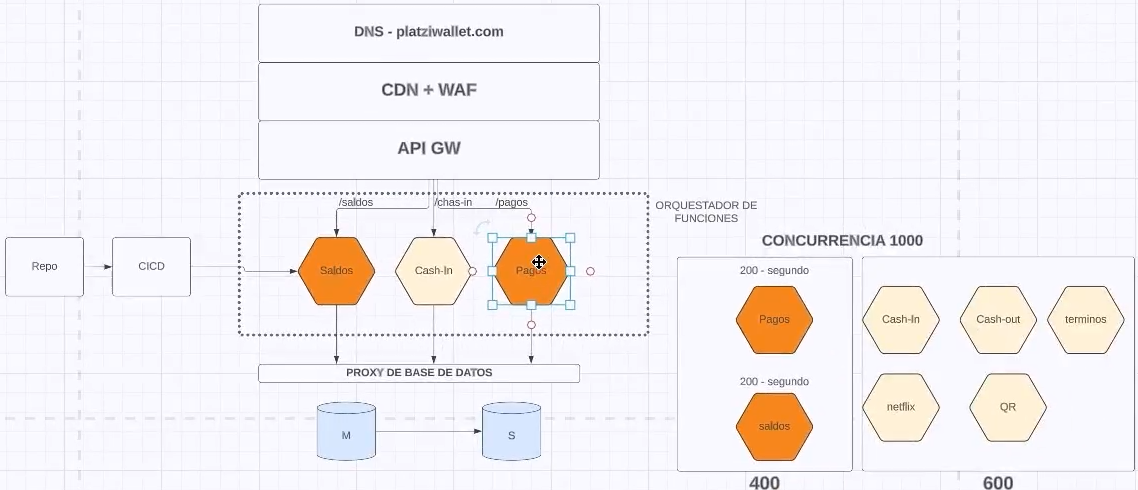 DNS - platziwallet.com
CDN + WAF
API GW
/saldos
/chas-in
/pagos
ORQUESTADOR DE
FUNCIONES
Repo
CICD
Saldos
Cash-In
Pagos
PROXY DE BASE DE DATOS
M
S
CONCURRENCIA 1000
200 - segundo
Pagos
200 - segundo
saldos
400
Cash-In
Cash-out
terminos
netflix
QR
600